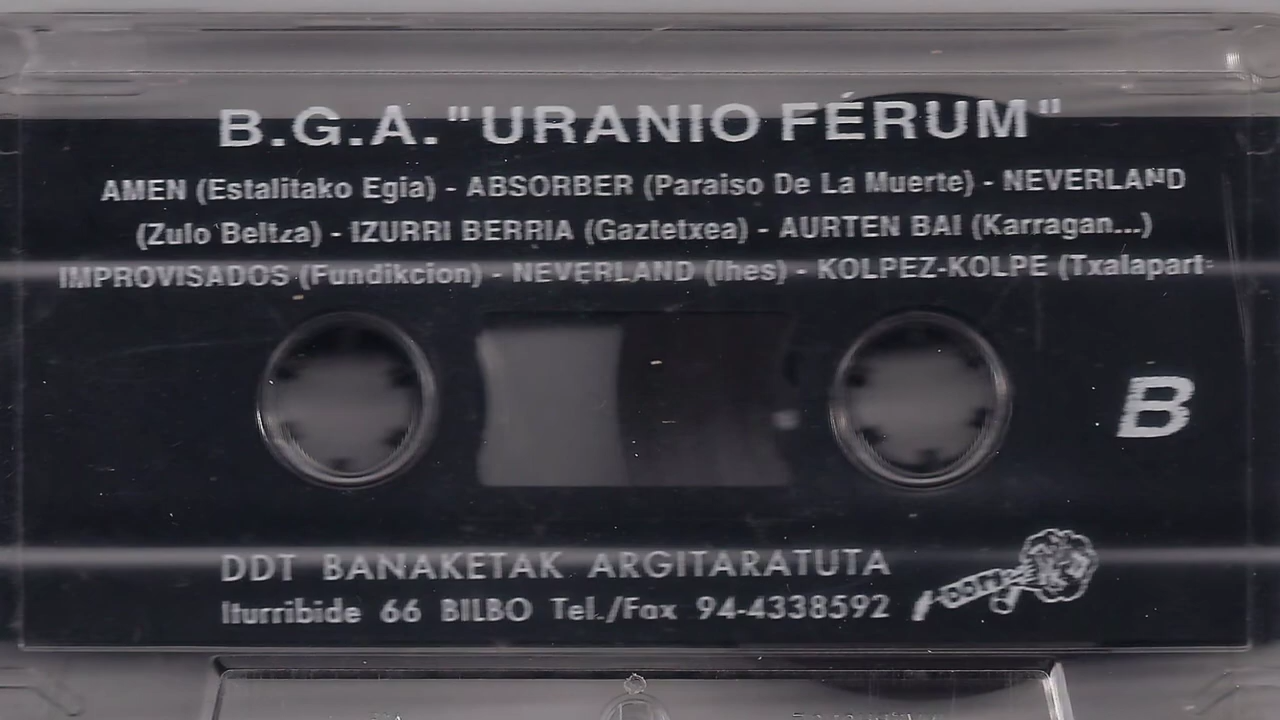 B.G.A. "URANIO FÉRUM"
AMEN (Estalitako Egia) - ABSORBER (Paraiso De La Muerte) - NEVERLAND
(Zulo Beltza) - IZURRI BERRIA (Gaztetxea) - AURTEN BAI (Karragan...)
IMPROVISADOS (Fundikcion) - NEVERLAND (Ihes) - KOLPEZ-KOLPE (Txalapart
B
DDT BANAKETAK ARGITARATUTA
Iturribide 66 BILBO Tel./Fax 94-4338592